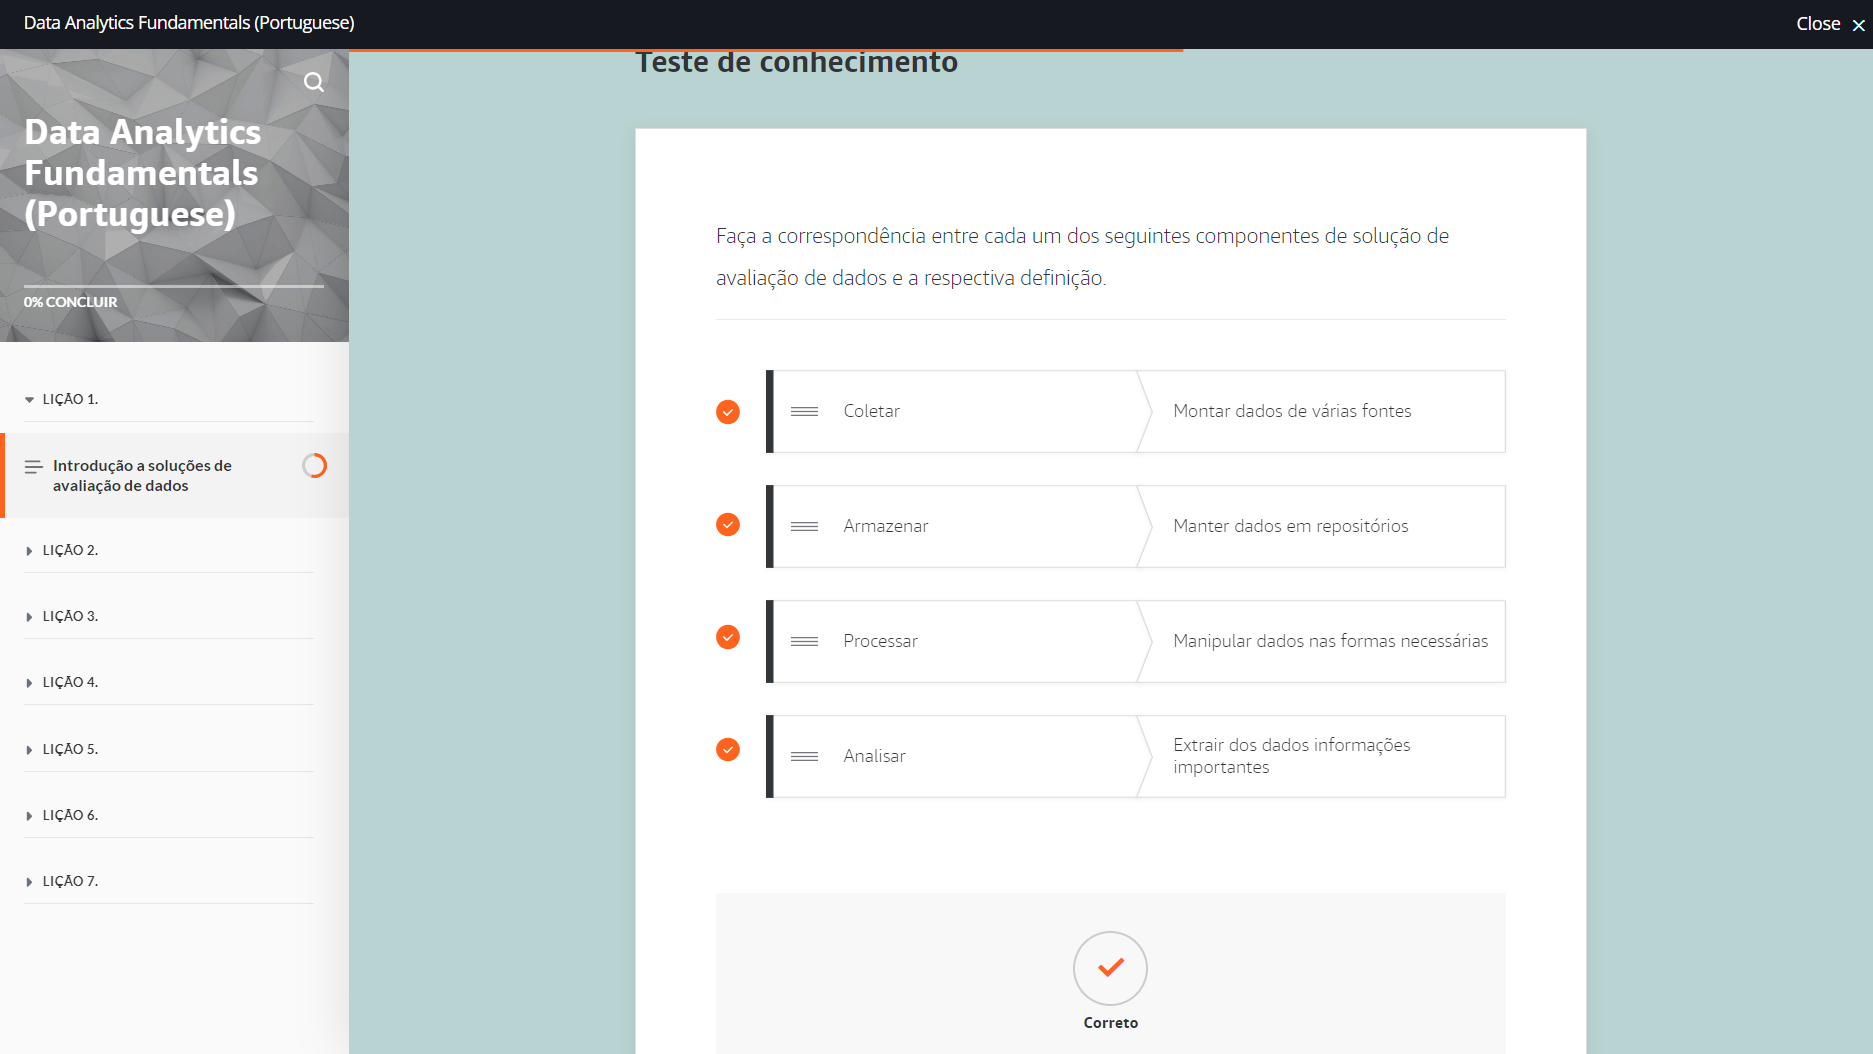 Data Analytics Fundamentals (Portuguese)
Close
Data Analytics
Fundamentals
(Portuguese)
0% CONCLUIR
LIÇÃO 1.
Introdução a soluções de
avaliação de dados
LIÇÃO 2.
LIÇÃO 3.
LIÇÃO 4.
LIÇÃO 5.
LIÇÃO 6.
LIÇÃO 7.
Teste de conhecimento
Faça a correspondência entre cada um dos seguintes componentes de solução de
avaliação de dados e a respectiva definição.
Coletar
Montar dados de várias fontes
Armazenar
Manter dados em repositórios
Processar
Manipular dados nas formas necessárias
Analisar
Extrair dos dados informações
importantes
Correto